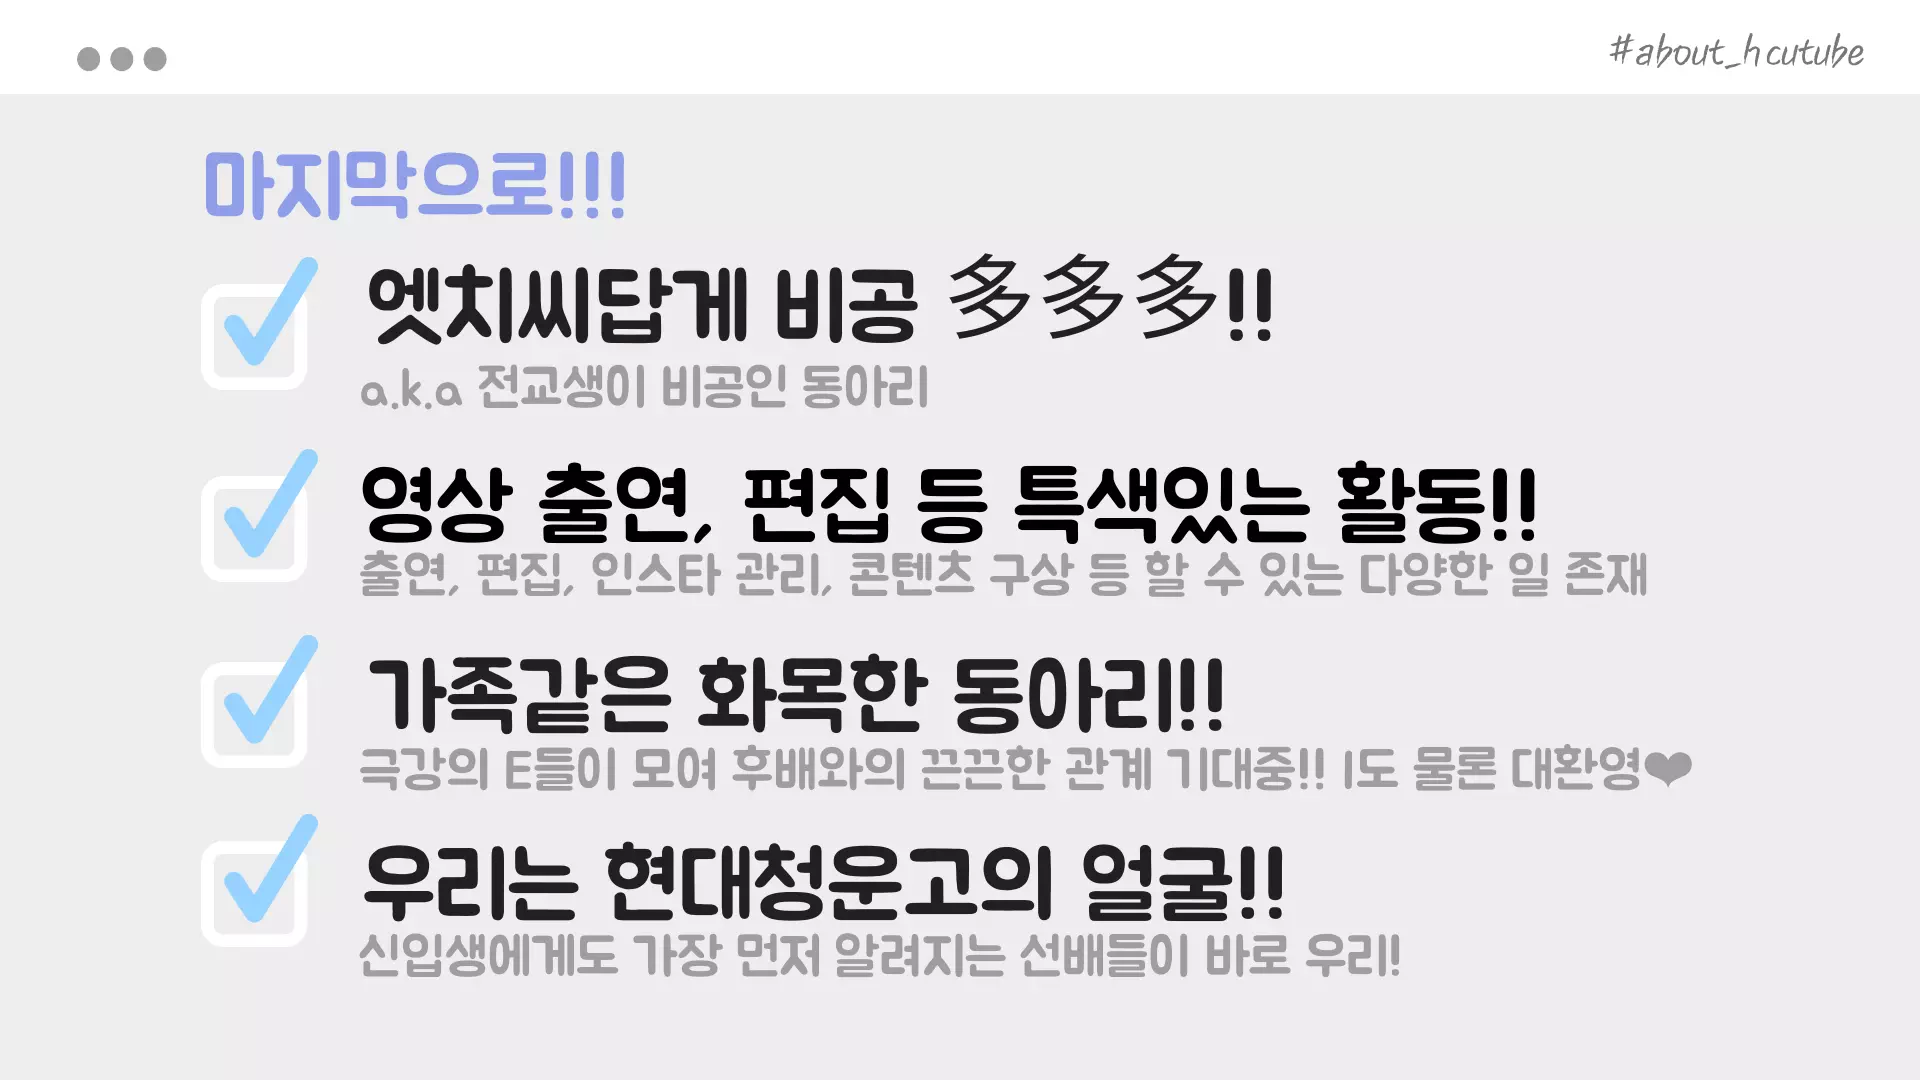 #about_hcutube
마지막으로!!!
엣치씨답게 비공 多多多!!
a.k.a 전교생이 비공인 동아리
영상 출연, 편집 등 특색있는 활동!!
출연, 편집, 인스타 관리, 콘텐츠 구상 등 할 수 있는 다양한 일 존재
가족같은 화목한 동아리!!
극강의 E들이 모여 후배와의 끈끈한 관계 기대중!! I도 물론 대환영❤
우리는 현대청운고의 얼굴!!
신입생에게도 가장 먼저 알려지는 선배들이 바로 우리!